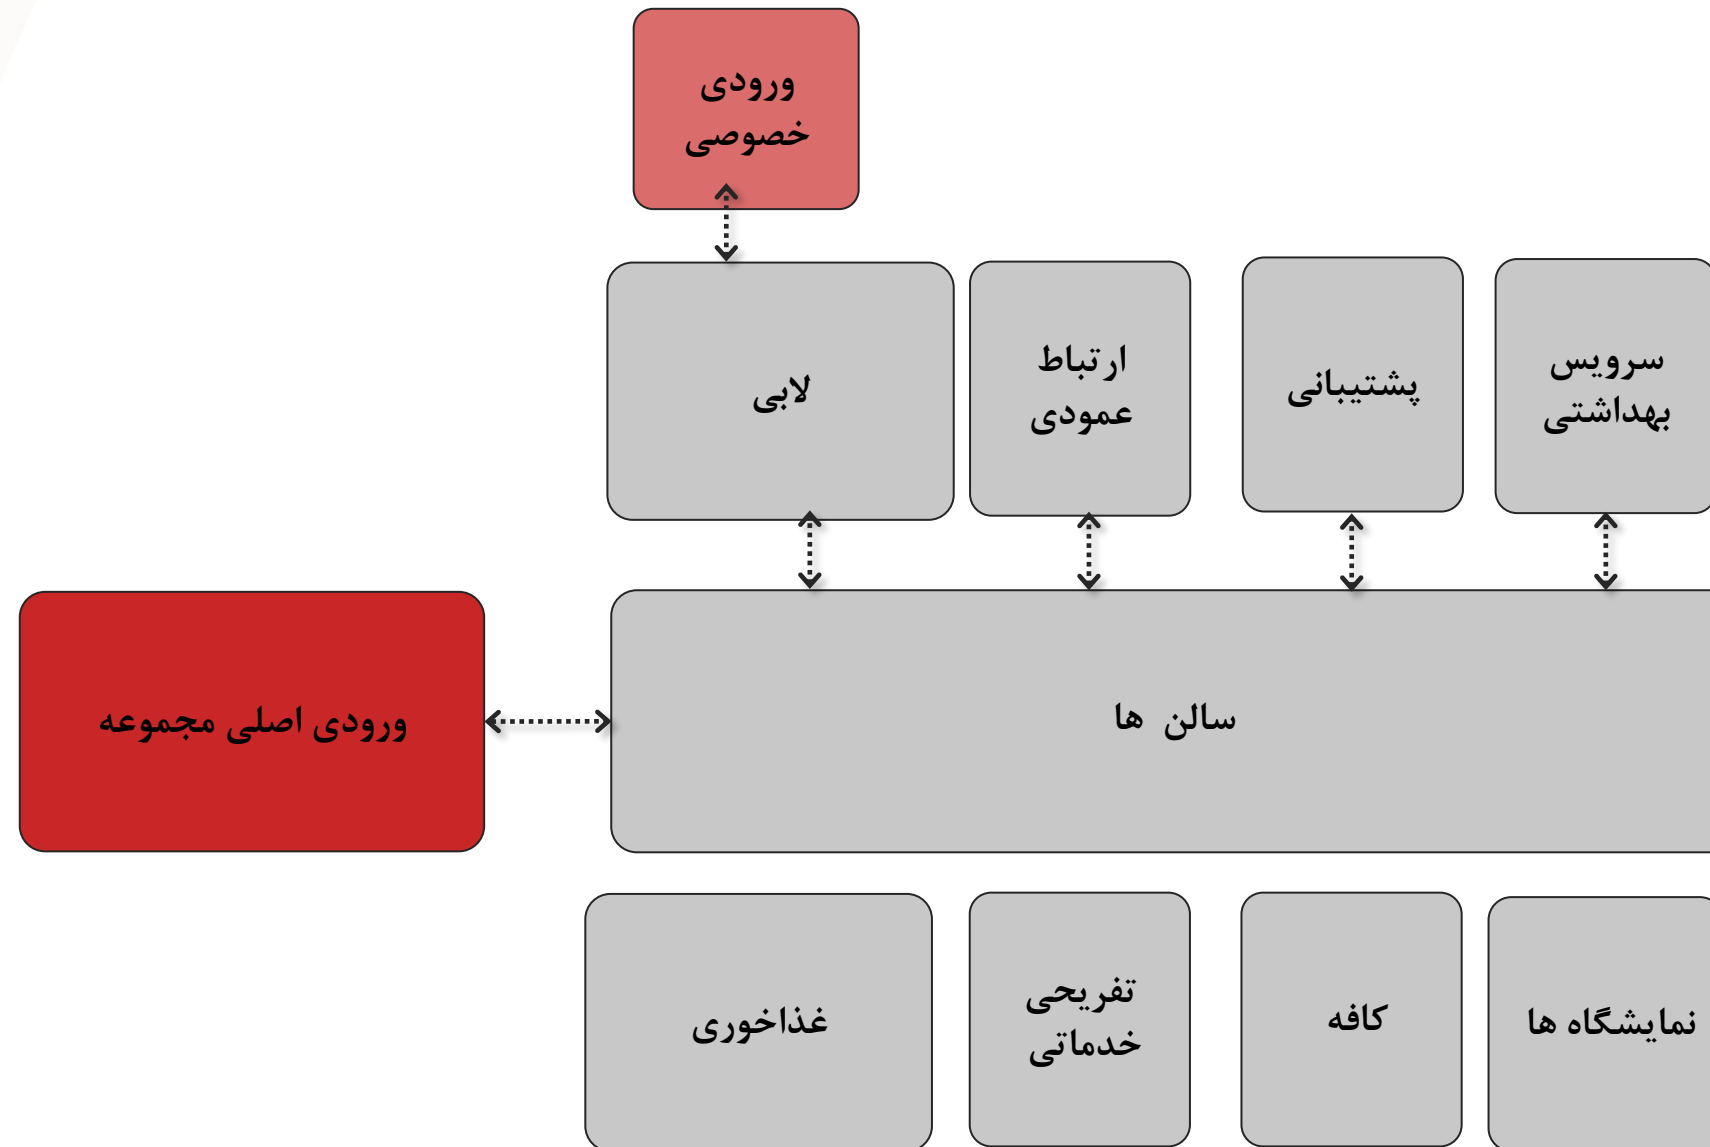 ورودی
خصوصی
لابی
ارتباط
عمودی
پشتیبانی
سرویس
بهداشتی
ورودی اصلی مجموعه
سالن ها
غذاخوری
تفریحی
خدماتی
کافه
نمایشگاه ها